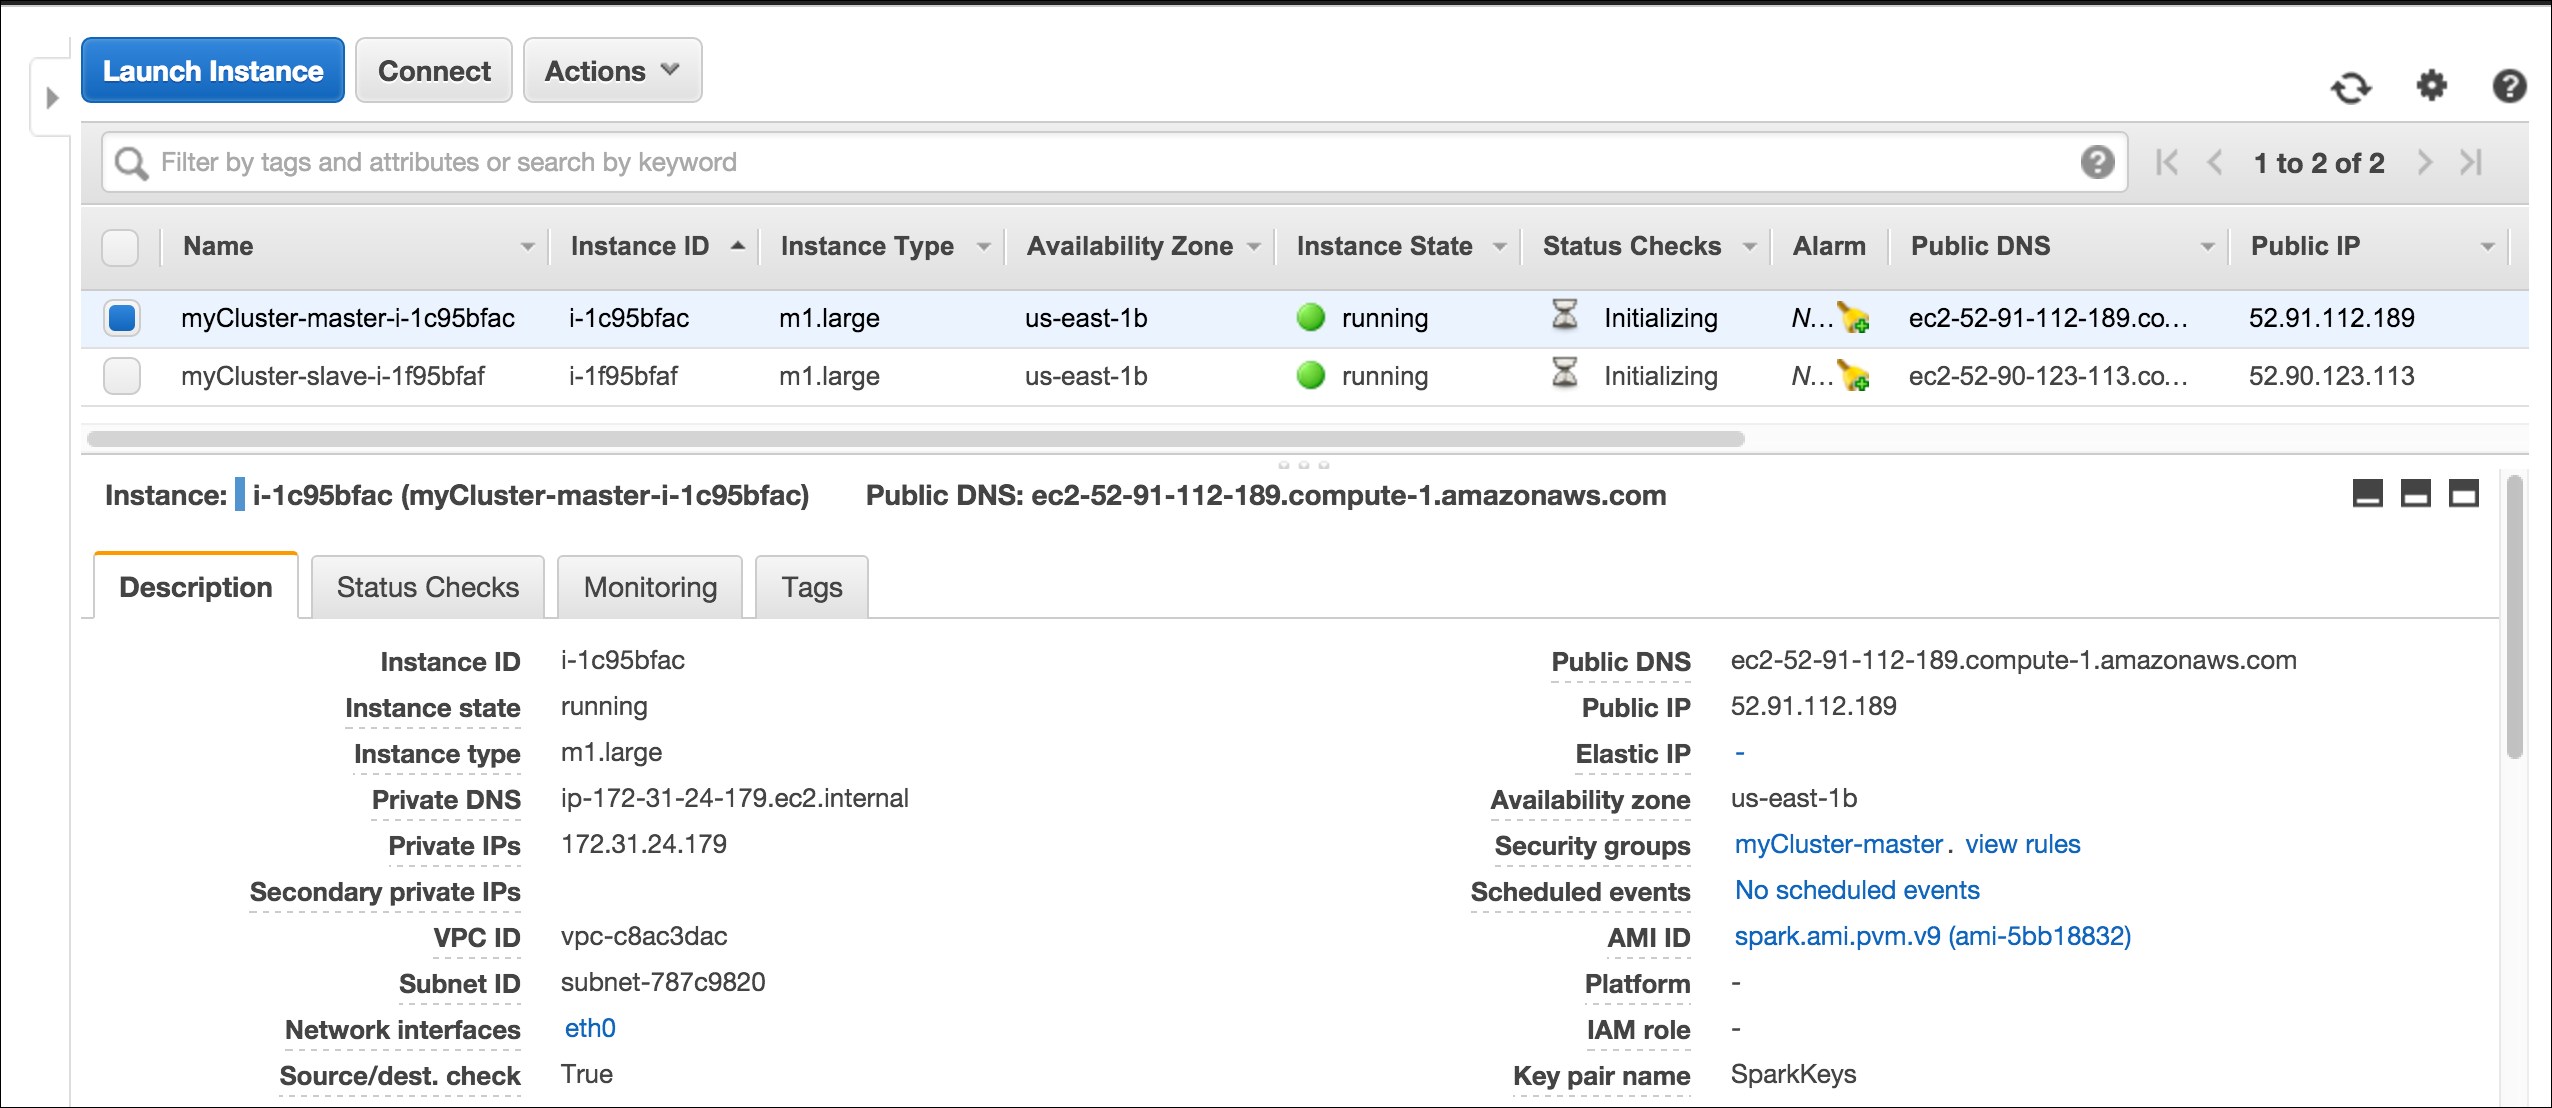 Launch Instance Connect Actions
Filter by tags and attributes or search by keyword 1 to 2 of 2
Name Instance ID Instance Type Availability Zone Instance State Status Checks Alarm Public DNS Public IP
myCluster-master-i-1c95bfac i-1c95bfac m1.large us-east-1b running Initializing N... ec2-52-91-112-189.co... 52.91.112.189
myCluster-slave-i-1f95bfaf i-1f95bfaf m1.large us-east-1b running Initializing N... ec2-52-90-123-113.co... 52.90.123.113
Instance: i-1c95bfac (myCluster-master-i-1c95bfac) Public DNS: ec2-52-91-112-189.compute-1.amazonaws.com
Description Status Checks Monitoring Tags
Instance ID i-1c95bfac Public DNS ec2-52-91-112-189.compute-1.amazonaws.com
Instance state running Public IP 52.91.112.189
Instance type m1.large Elastic IP -
Private DNS ip-172-31-24-179.ec2.internal Availability zone us-east-1b
Private IPs 172.31.24.179 Security groups myCluster-master. view rules
Secondary private IPs Scheduled events No scheduled events
VPC ID vpc-c8ac3dac AMI ID spark.ami.pvm.v9 (ami-5bb18832)
Subnet ID subnet-787c9820 Platform -
Network interfaces eth0 IAM role -
Source/dest. check True Key pair name SparkKeys